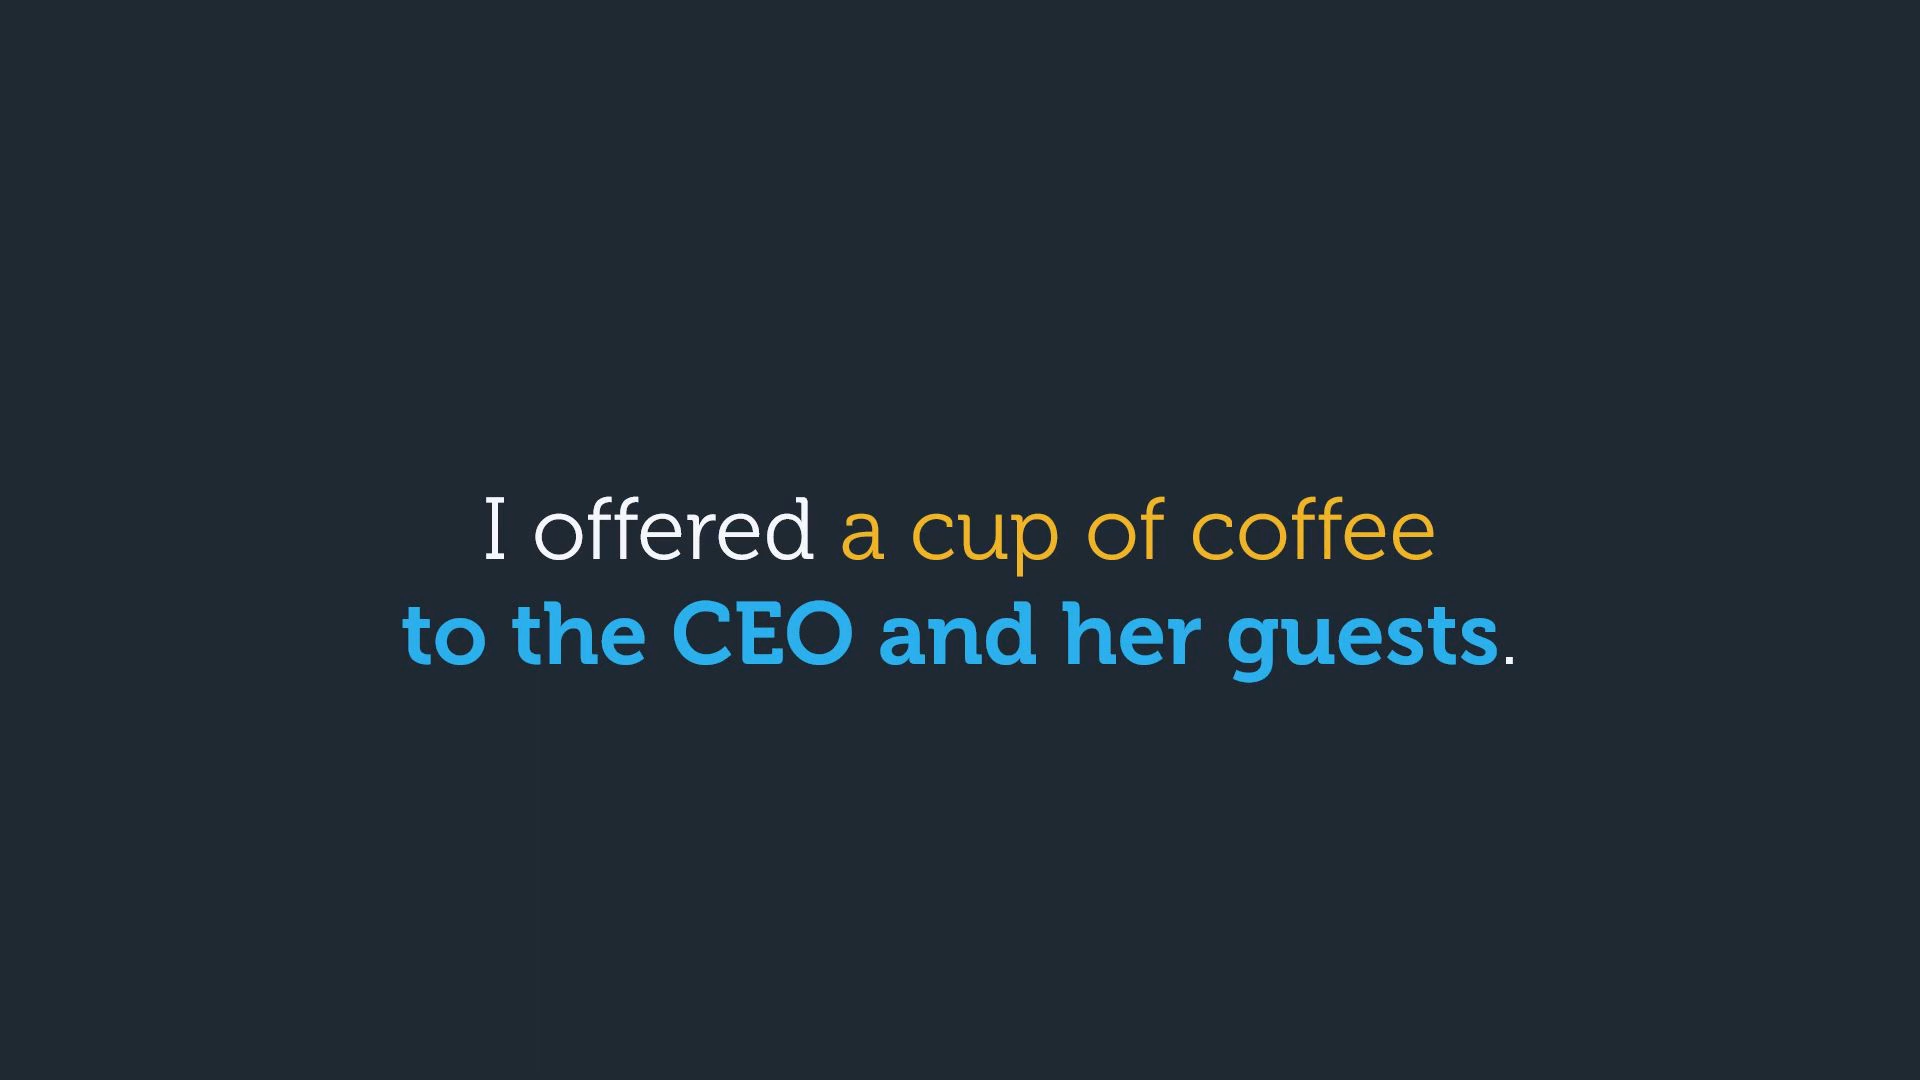 I offered a cup of coffee
to the CEO and her guests.